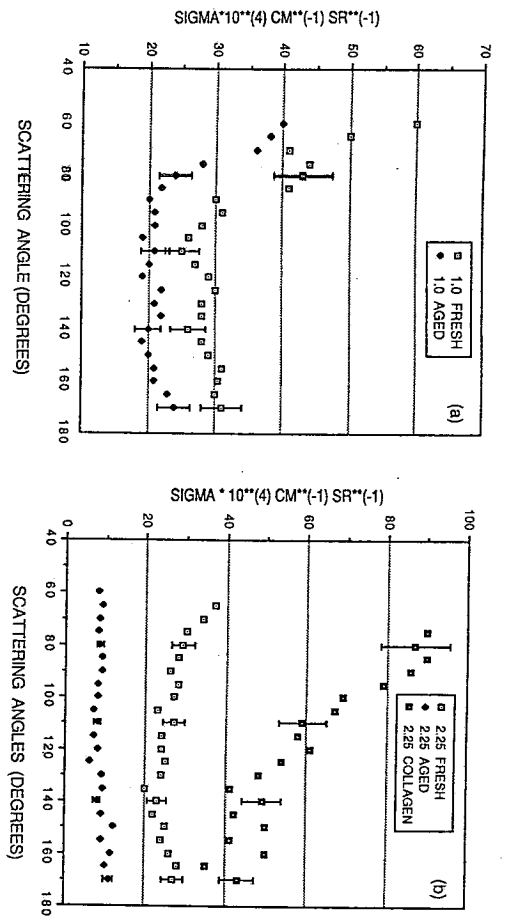 SIGMA*10**(4) CM**(-1) SR**(-1)
70
60
50
40
30
20
10
40
60
80
100
120
140
160
180
SCATTERING ANGLE (DEGREES)
1.0 FRESH
1.0 AGED
(a)
SIGMA * 10**(4) CM**(-1) SR**(-1)
100
80
60
40
20
0
40
60
80
100
120
140
160
180
SCATTERING ANGLES (DEGREES)
2.25 FRESH
2.25 AGED
2.25 COLLAGEN
(b)